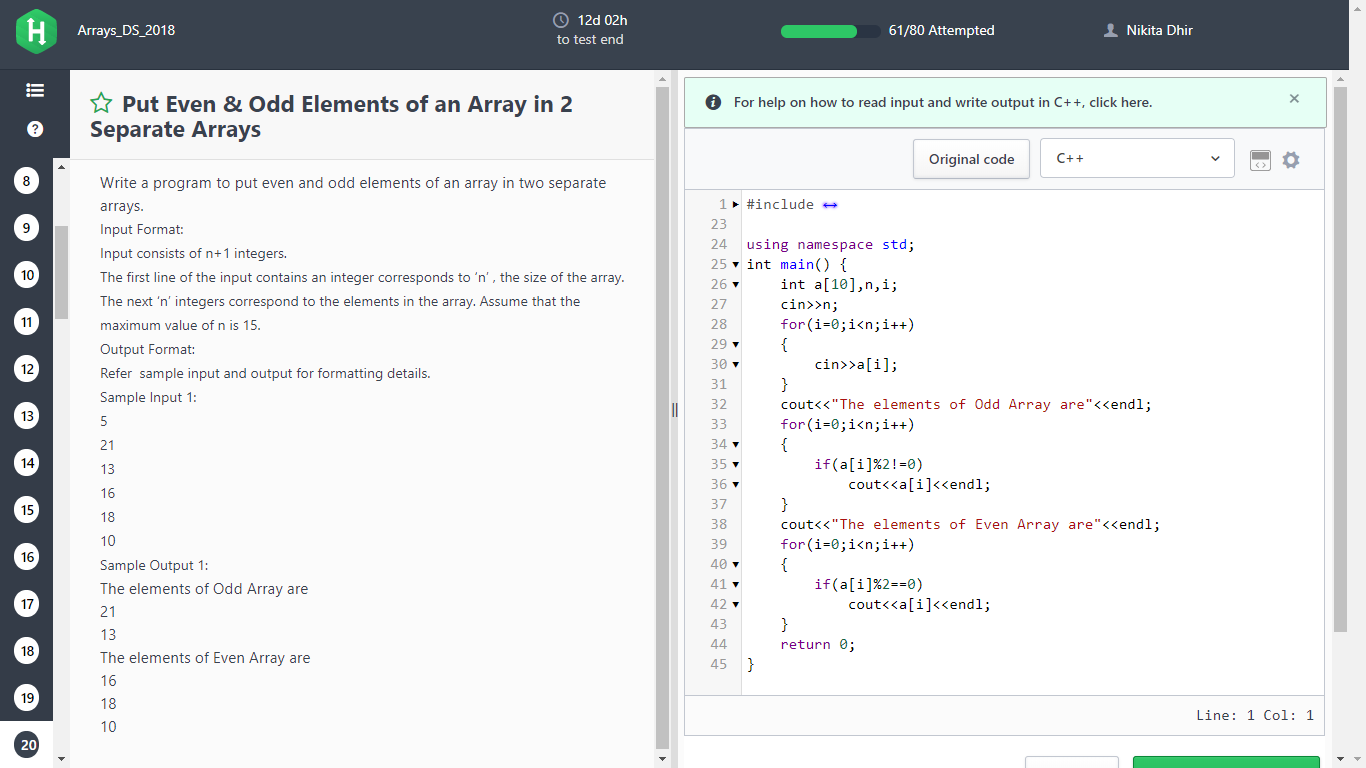 Arrays_DS_2018
12d 02h
to test end
61/80 Attempted
Nikita Dhir
Put Even & Odd Elements of an Array in 2
Separate Arrays
8
9
10
11
12
13
14
15
16
17
18
19
20
Write a program to put even and odd elements of an array in two separate
arrays.
Input Format:
Input consists of n+1 integers.
The first line of the input contains an integer corresponds to ‘n’ , the size of the array.
The next ‘n’ integers correspond to the elements in the array. Assume that the
maximum value of n is 15.
Output Format:
Refer  sample input and output for formatting details.
Sample Input 1:
5
21
13
16
18
10
Sample Output 1:
The elements of Odd Array are
21
13
The elements of Even Array are
16
18
10
For help on how to read input and write output in C++, click here.
Original code
C++
1 #include
23
24 using namespace std;
25 int main() {
26     int a[10],n,i;
27     cin>>n;
28     for(i=0;i<n;i++)
29     {
30         cin>>a[i];
31     }
32     cout<<"The elements of Odd Array are"<<endl;
33     for(i=0;i<n;i++)
34     {
35         if(a[i]%2!=0)
36             cout<<a[i]<<endl;
37     }
38     cout<<"The elements of Even Array are"<<endl;
39     for(i=0;i<n;i++)
40     {
41         if(a[i]%2==0)
42             cout<<a[i]<<endl;
43     }
44     return 0;
45 }
Line: 1 Col: 1